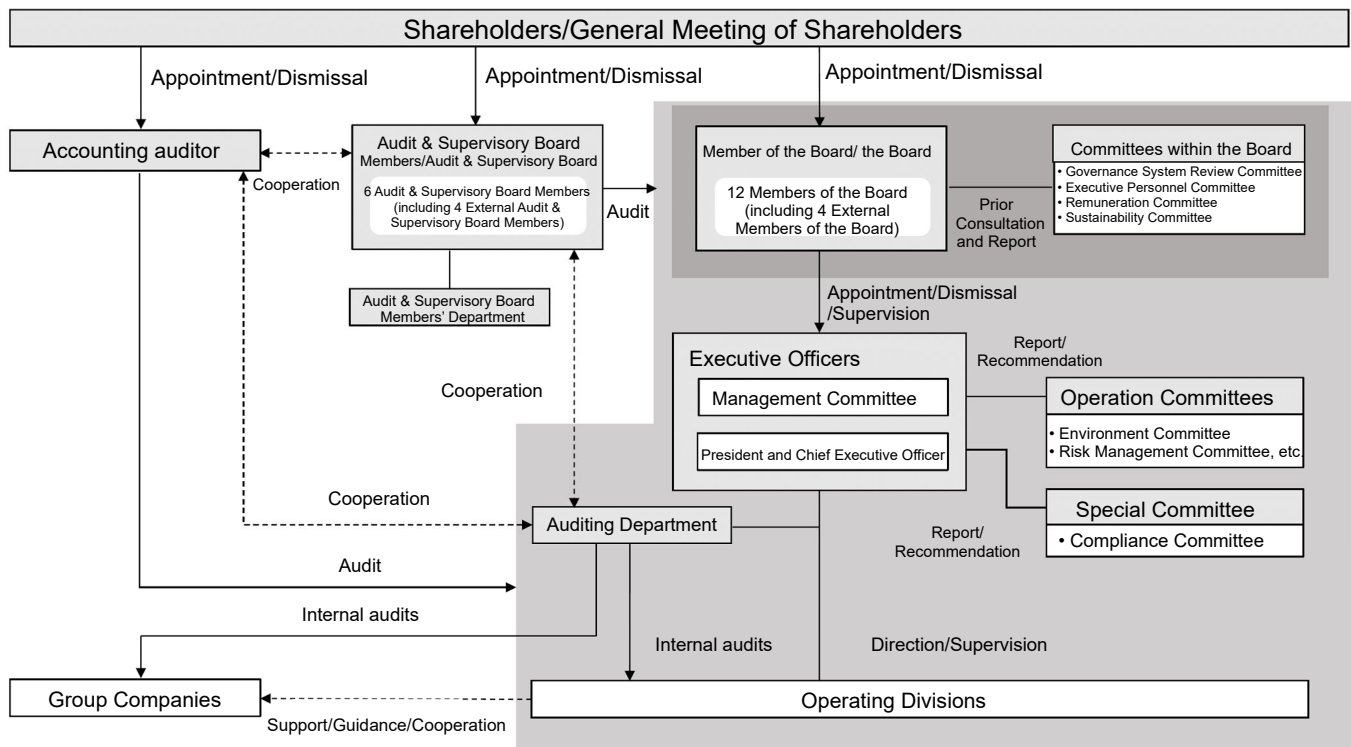 Shareholders/General Meeting of Shareholders
Appointment/Dismissal
Appointment/Dismissal
Appointment/Dismissal
Accounting auditor
Cooperation
Audit & Supervisory Board
Members/Audit & Supervisory Board
6 Audit & Supervisory Board Members
(including 4 External Audit &
Supervisory Board Members)
Audit
Audit & Supervisory Board
Members' Department
Member of the Board/ the Board
12 Members of the Board
(including 4 External
Members of the Board)
Prior
Consultation
and Report
Committees within the Board
• Governance System Review Committee
• Executive Personnel Committee
• Remuneration Committee
• Sustainability Committee
Appointment/Dismissal
/Supervision
Executive Officers
Management Committee
President and Chief Executive Officer
Report/
Recommendation
Operation Committees
• Environment Committee
• Risk Management Committee, etc.
Special Committee
• Compliance Committee
Report/
Recommendation
Cooperation
Cooperation
Auditing Department
Audit
Internal audits
Internal audits
Direction/Supervision
Group Companies
Support/Guidance/Cooperation
Operating Divisions